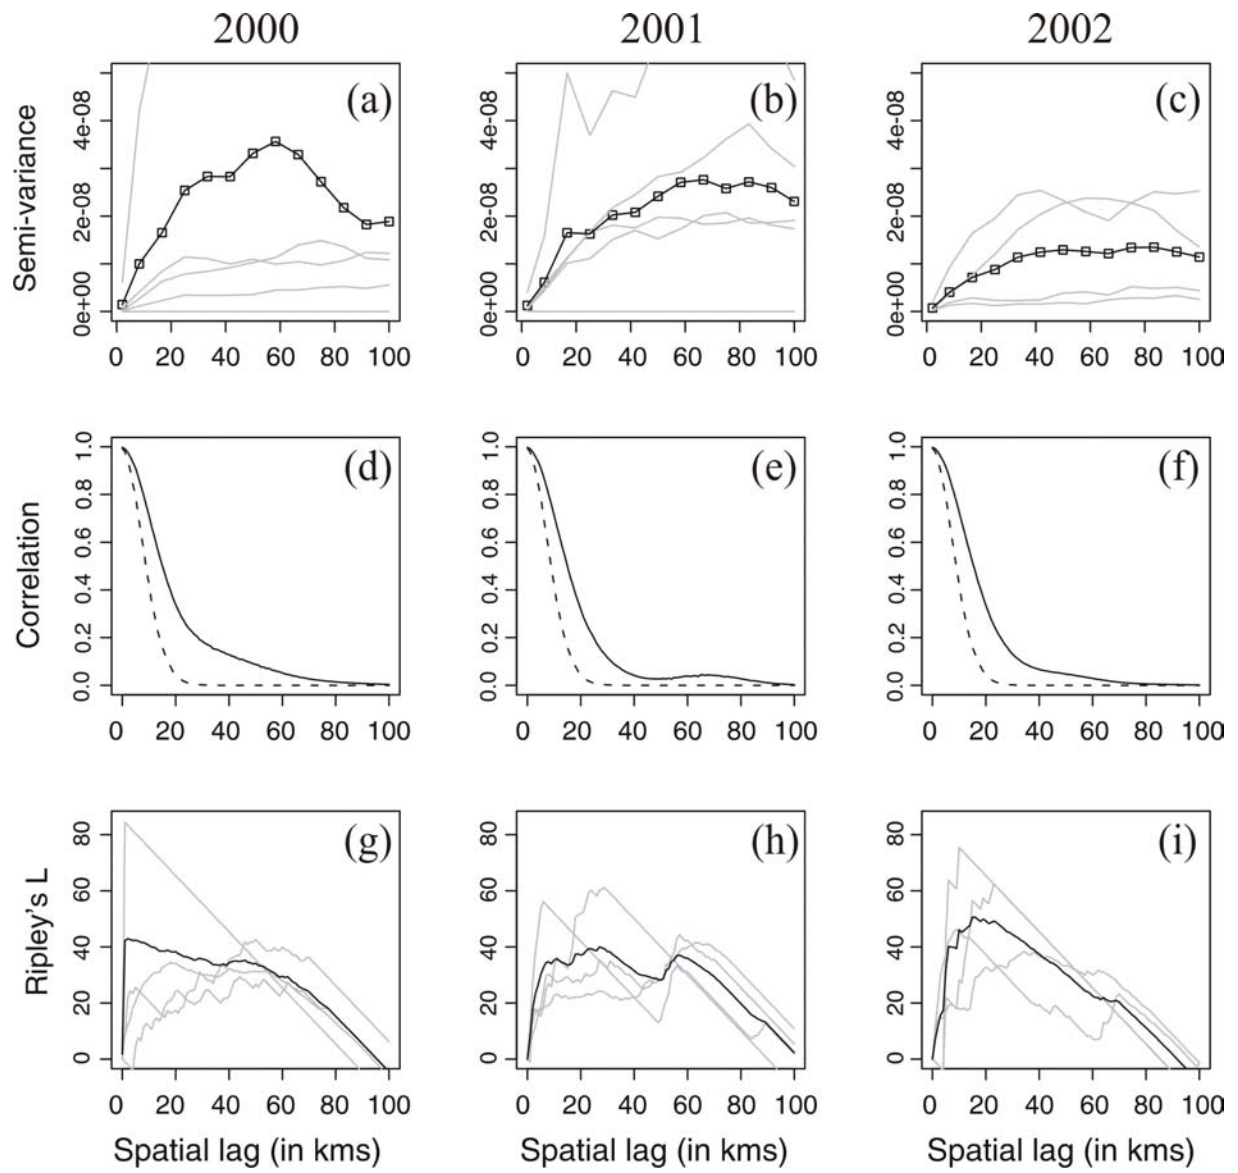 2000 2001 2002
Semi-variance
(a) (b) (c)
4e-08 4e-08 4e-08
2e-08 2e-08 2e-08
0e+00 0e+00 0e+00
0 20 40 60 80 100 0 20 40 60 80 100 0 20 40 60 80 100
Correlation
(d) (e) (f)
1.0 1.0 1.0
0.8 0.8 0.8
0.6 0.6 0.6
0.4 0.4 0.4
0.2 0.2 0.2
0.0 0.0 0.0
0 20 40 60 80 100 0 20 40 60 80 100 0 20 40 60 80 100
Ripley's L
(g) (h) (i)
80 80 80
60 60 60
40 40 40
20 20 20
0 0 0
0 20 40 60 80 100 0 20 40 60 80 100 0 20 40 60 80 100
Spatial lag (in kms) Spatial lag (in kms) Spatial lag (in kms)